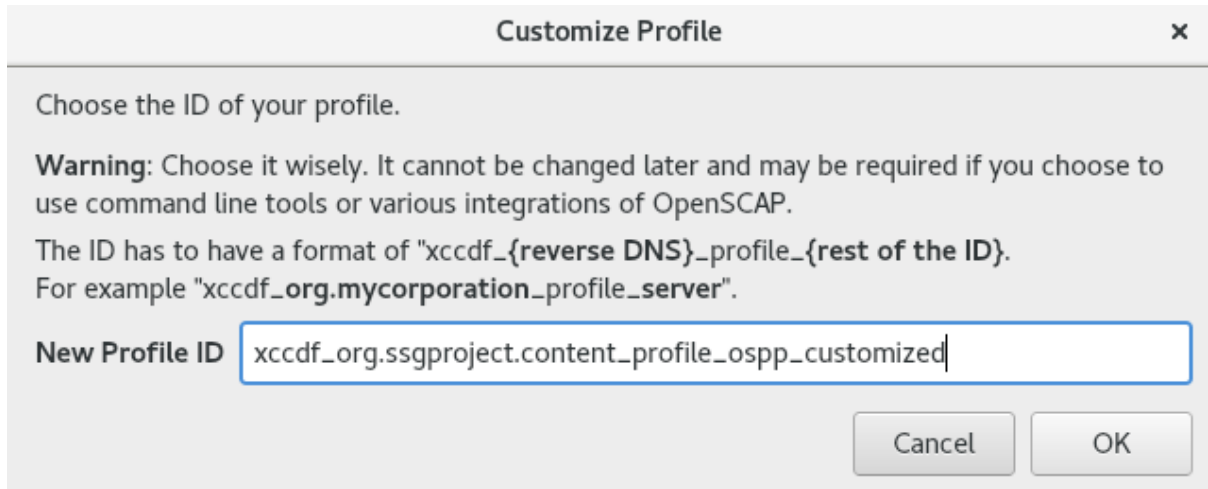 Customize Profile ×
Choose the ID of your profile.
Warning: Choose it wisely. It cannot be changed later and may be required if you choose to
use command line tools or various integrations of OpenSCAP.
The ID has to have a format of "xccdf_{reverse DNS}_profile_{rest of the ID}.
For example "xccdf_org.mycorporation_profile_server".
New Profile ID xccdf_org.ssgproject.content_profile_ospp_customized
Cancel OK